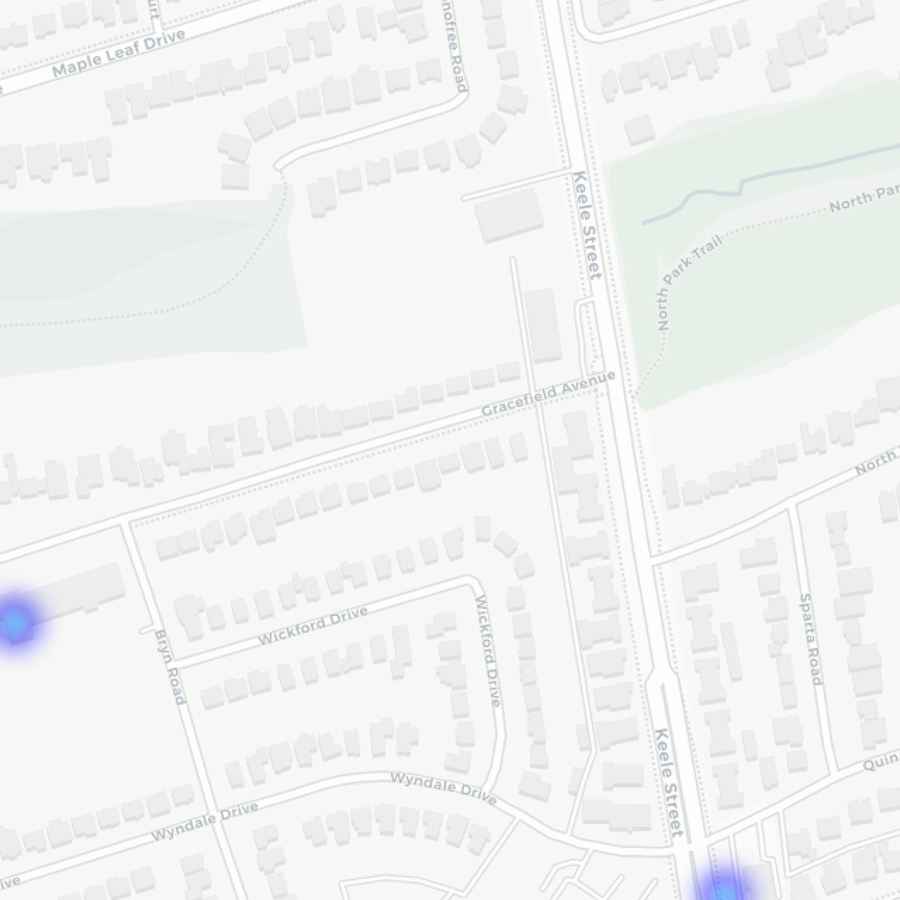 Maple Leaf Drive
Keele Street
North Park Trail
Gracefield Avenue
Wickford Drive
Wickford Drive
Bryn Road
Sparta Road
Keele Street
Wyndale Drive
Wyndale Drive